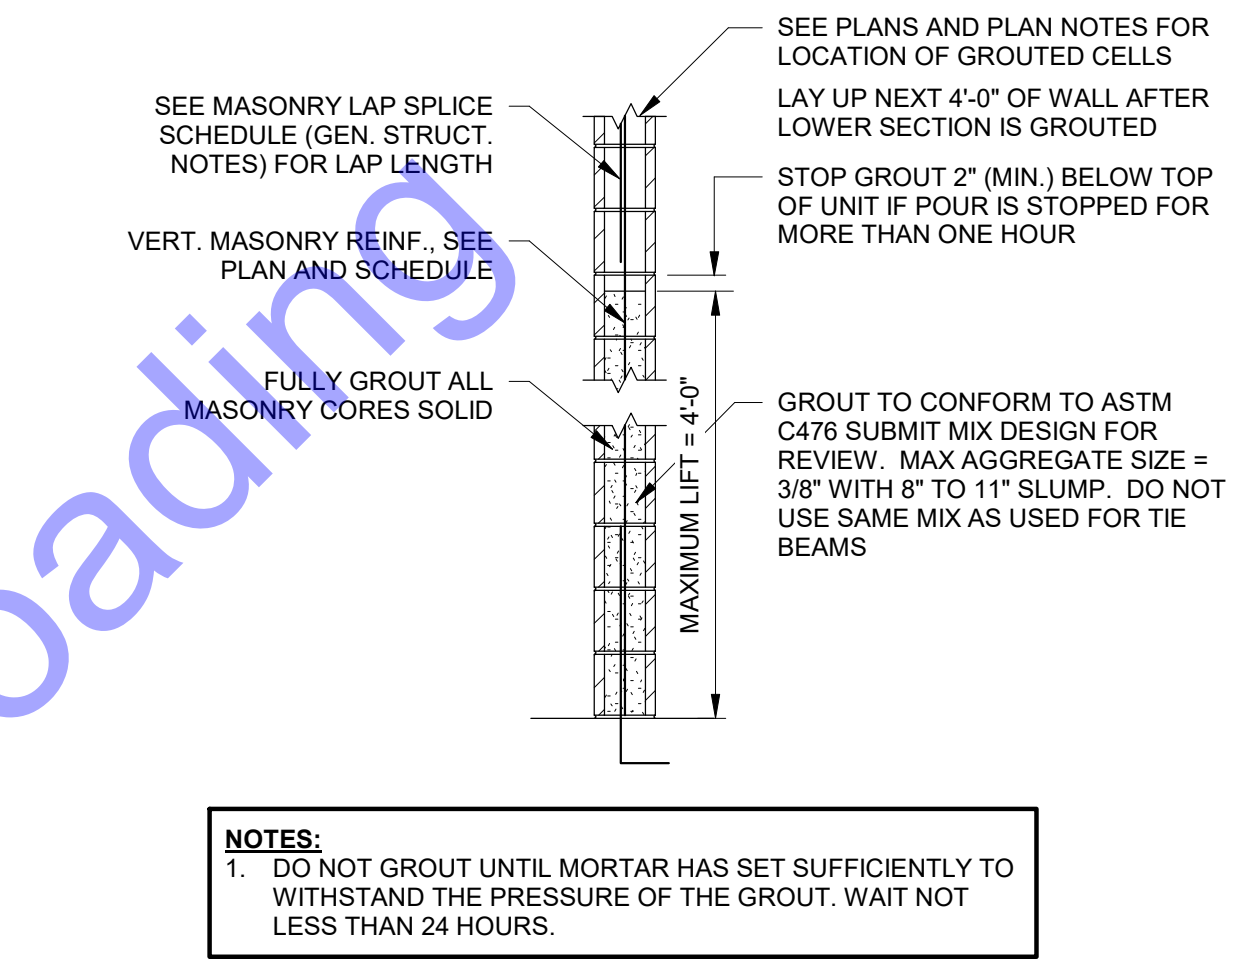 SEE PLANS AND PLAN NOTES FOR
LOCATION OF GROUTED CELLS
LAY UP NEXT 4'-0" OF WALL AFTER
LOWER SECTION IS GROUTED
SEE MASONRY LAP SPLICE
SCHEDULE (GEN. STRUCT.
NOTES) FOR LAP LENGTH
STOP GROUT 2" (MIN.) BELOW TOP
OF UNIT IF POUR IS STOPPED FOR
MORE THAN ONE HOUR
VERT. MASONRY REINF., SEE
PLAN AND SCHEDULE
FULLY GROUT ALL
MASONRY CORES SOLID
MAXIMUM LIFT = 4'-0"
GROUT TO CONFORM TO ASTM
C476 SUBMIT MIX DESIGN FOR
REVIEW. MAX AGGREGATE SIZE =
3/8" WITH 8" TO 11" SLUMP. DO NOT
USE SAME MIX AS USED FOR TIE
BEAMS
oading
NOTES:
1. DO NOT GROUT UNTIL MORTAR HAS SET SUFFICIENTLY TO
WITHSTAND THE PRESSURE OF THE GROUT. WAIT NOT
LESS THAN 24 HOURS.